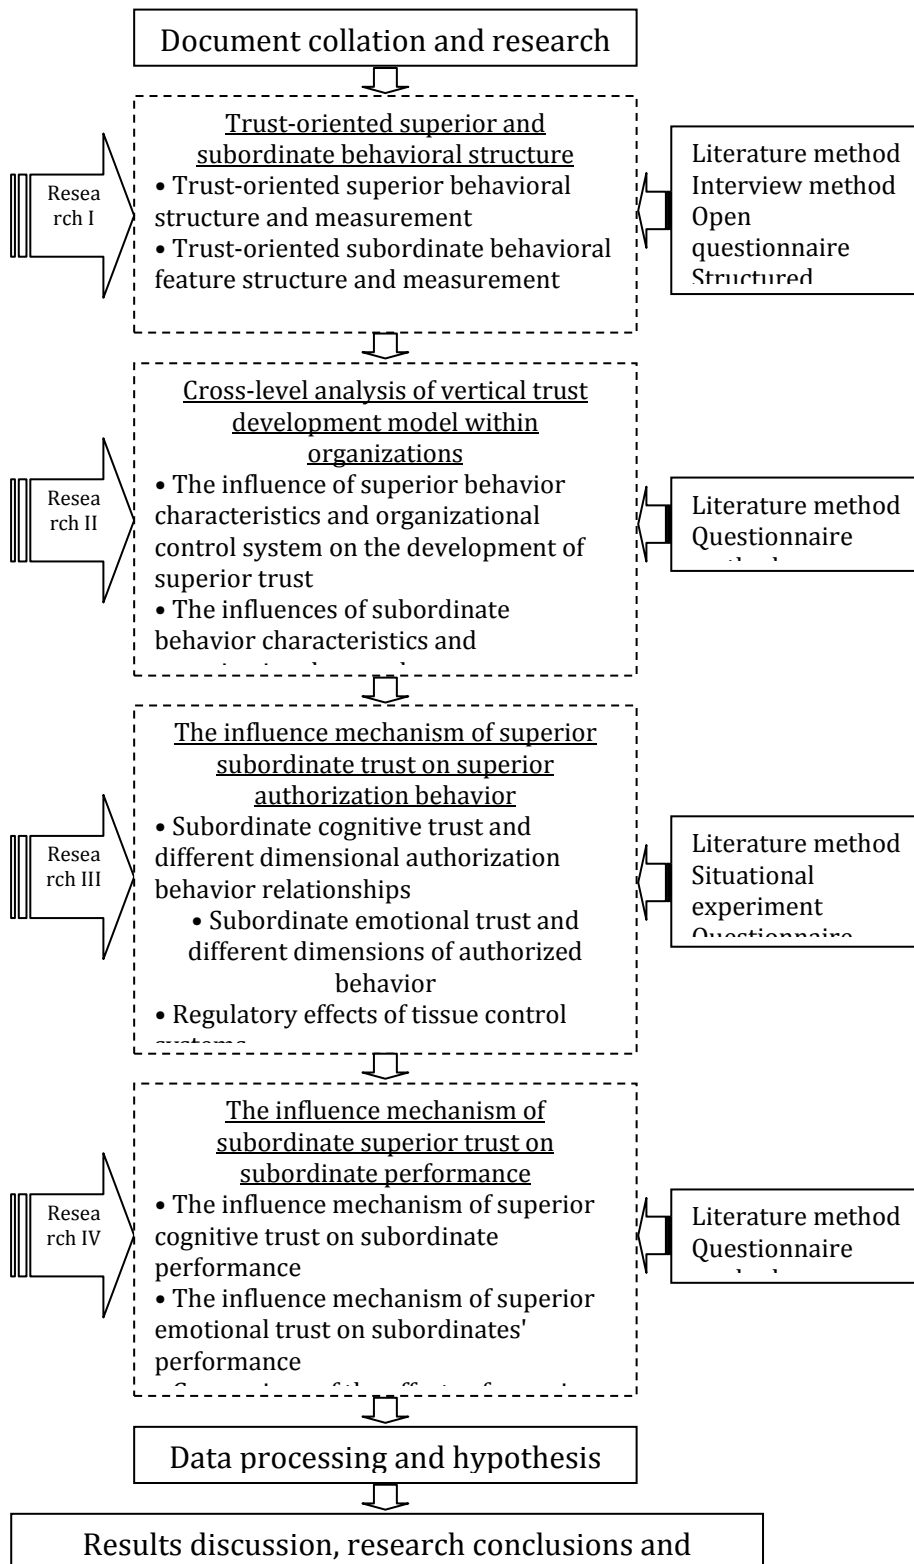 Document collation and research
Trust-oriented superior and
subordinate behavioral structure
• Trust-oriented superior behavioral
structure and measurement
• Trust-oriented subordinate behavioral
feature structure and measurement
Resea
rch I
Literature method
Interview method
Open
questionnaire
Structured
Cross-level analysis of vertical trust
development model within
organizations
• The influence of superior behavior
characteristics and organizational
control system on the development of
superior trust
• The influences of subordinate
behavior characteristics and
Resea
rch II
Literature method
Questionnaire
The influence mechanism of superior
subordinate trust on superior
authorization behavior
• Subordinate cognitive trust and
different dimensional authorization
behavior relationships
• Subordinate emotional trust and
different dimensions of authorized
behavior
• Regulatory effects of tissue control
systems
Resea
rch III
Literature method
Situational
experiment
Questionnaire
The influence mechanism of
subordinate superior trust on
subordinate performance
• The influence mechanism of superior
cognitive trust on subordinate
performance
• The influence mechanism of superior
emotional trust on subordinates'
performance
Resea
rch IV
Literature method
Questionnaire
Data processing and hypothesis
Results discussion, research conclusions and